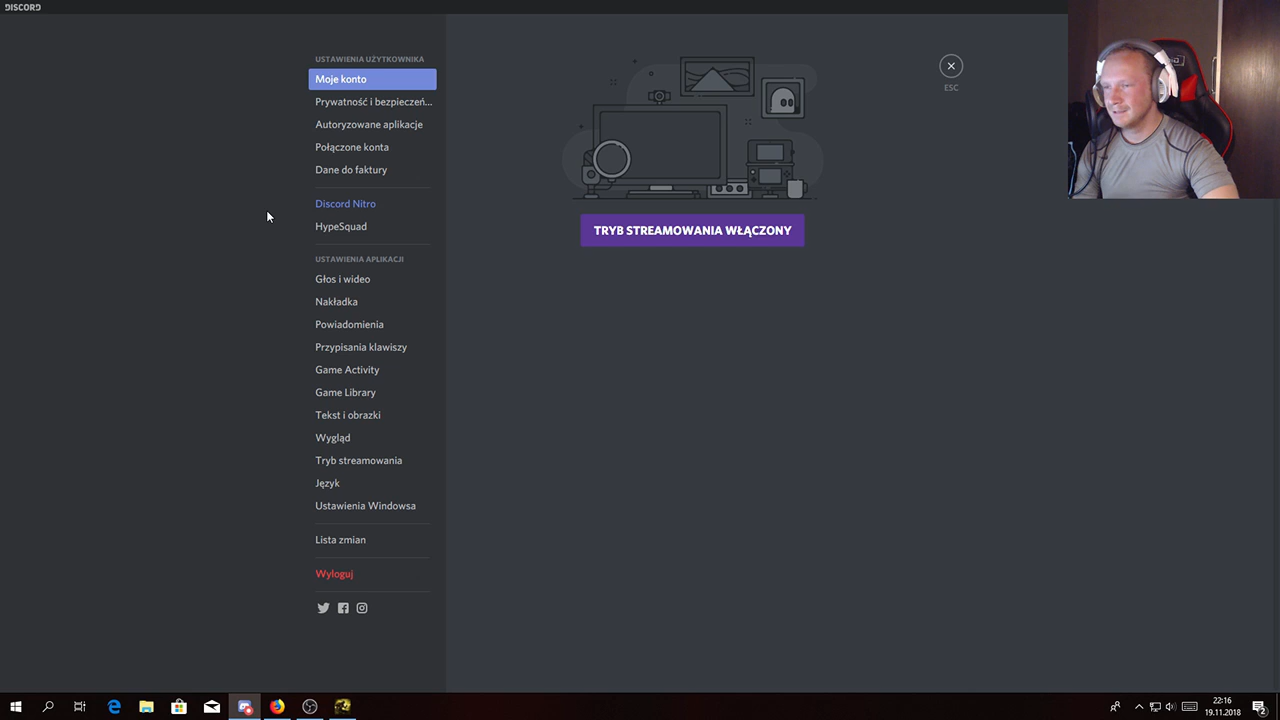 DISCORD
USTAWIENIA UŻYTKOWNIKA
Moje konto
Prywatność i bezpieczeń...
Autoryzowane aplikacje
Połączone konta
Dane do faktury
Discord Nitro
HypeSquad
USTAWIENIA APLIKACJI
Głos i wideo
Nakładka
Powiadomienia
Przypisania klawiszy
Game Activity
Game Library
Tekst i obrazki
Wygląd
Tryb streamowania
Język
Ustawienia Windowsa
Lista zmian
Wyloguj
ESC
TRYB STREAMOWANIA WŁĄCZONY
22:16
19.11.2018
2